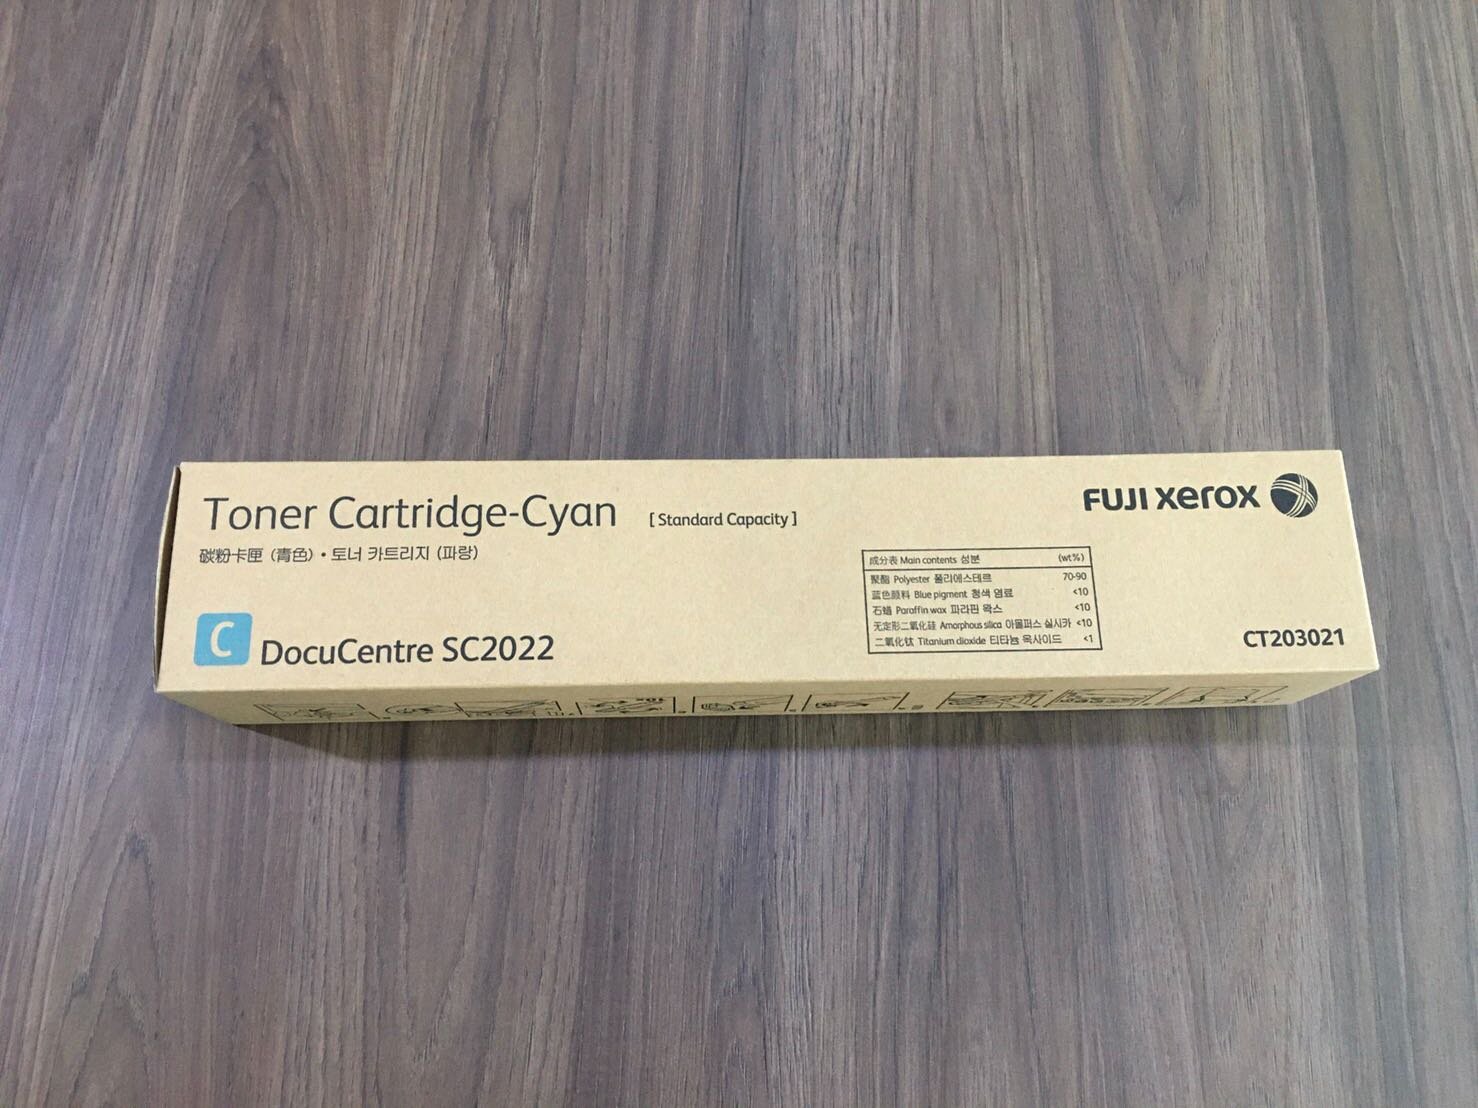 Toner Cartridge-Cyan [Standard Capacity]
碳粉卡匣 (青色)・토너 카트리지 (파랑)
C DocuCentre SC2022
FUJI xerox
成分表 Main contents 성분 (wt%)
聚酯 Polyester 폴리에스테르 70-90
蓝色颜料 Blue pigment 청색 염료 <10
石蜡 Paraffin wax 파라핀 왁스 <10
无定形二氧化硅 Amorphous silica 아몰퍼스 실시카 <10
二氧化钛 Titanium dioxide 티타늄 옥사이드 <1
CT203021